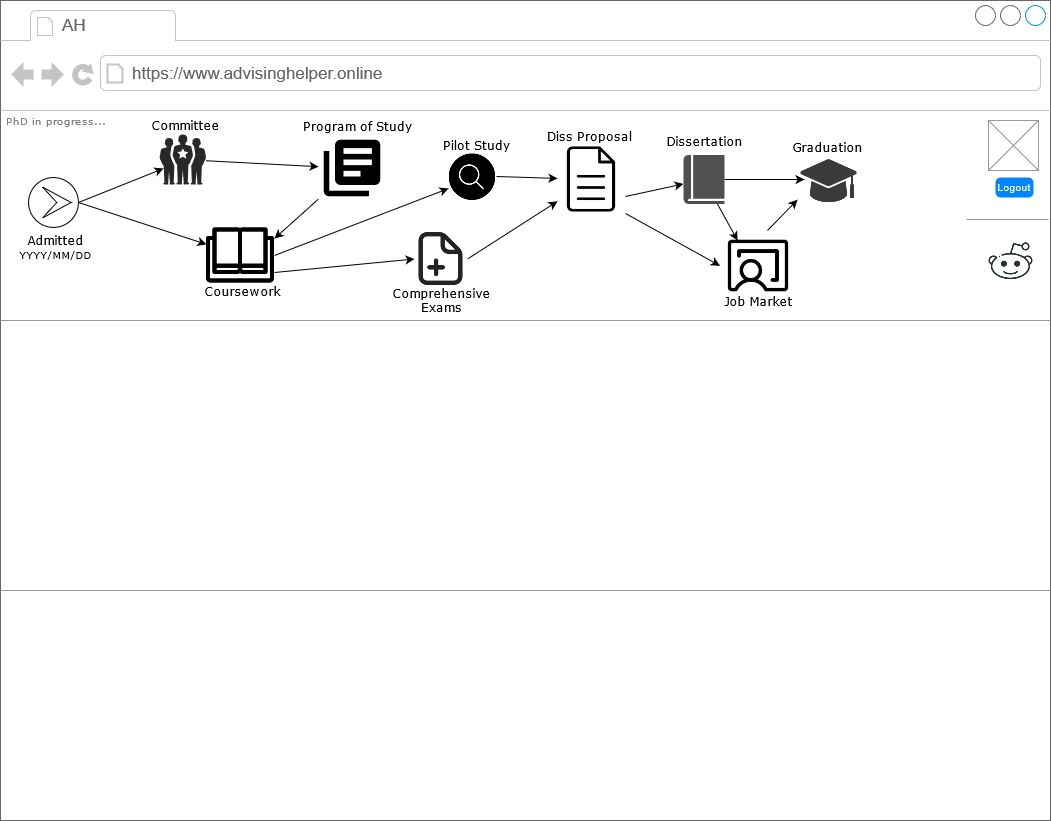 AH
https://www.advisinghelper.online
PhD in progress...
Committee
Program of Study
Pilot Study
Diss Proposal
Dissertation
Graduation
Logout
Admitted
YYYY/MM/DD
Coursework
Comprehensive
Exams
Job Market